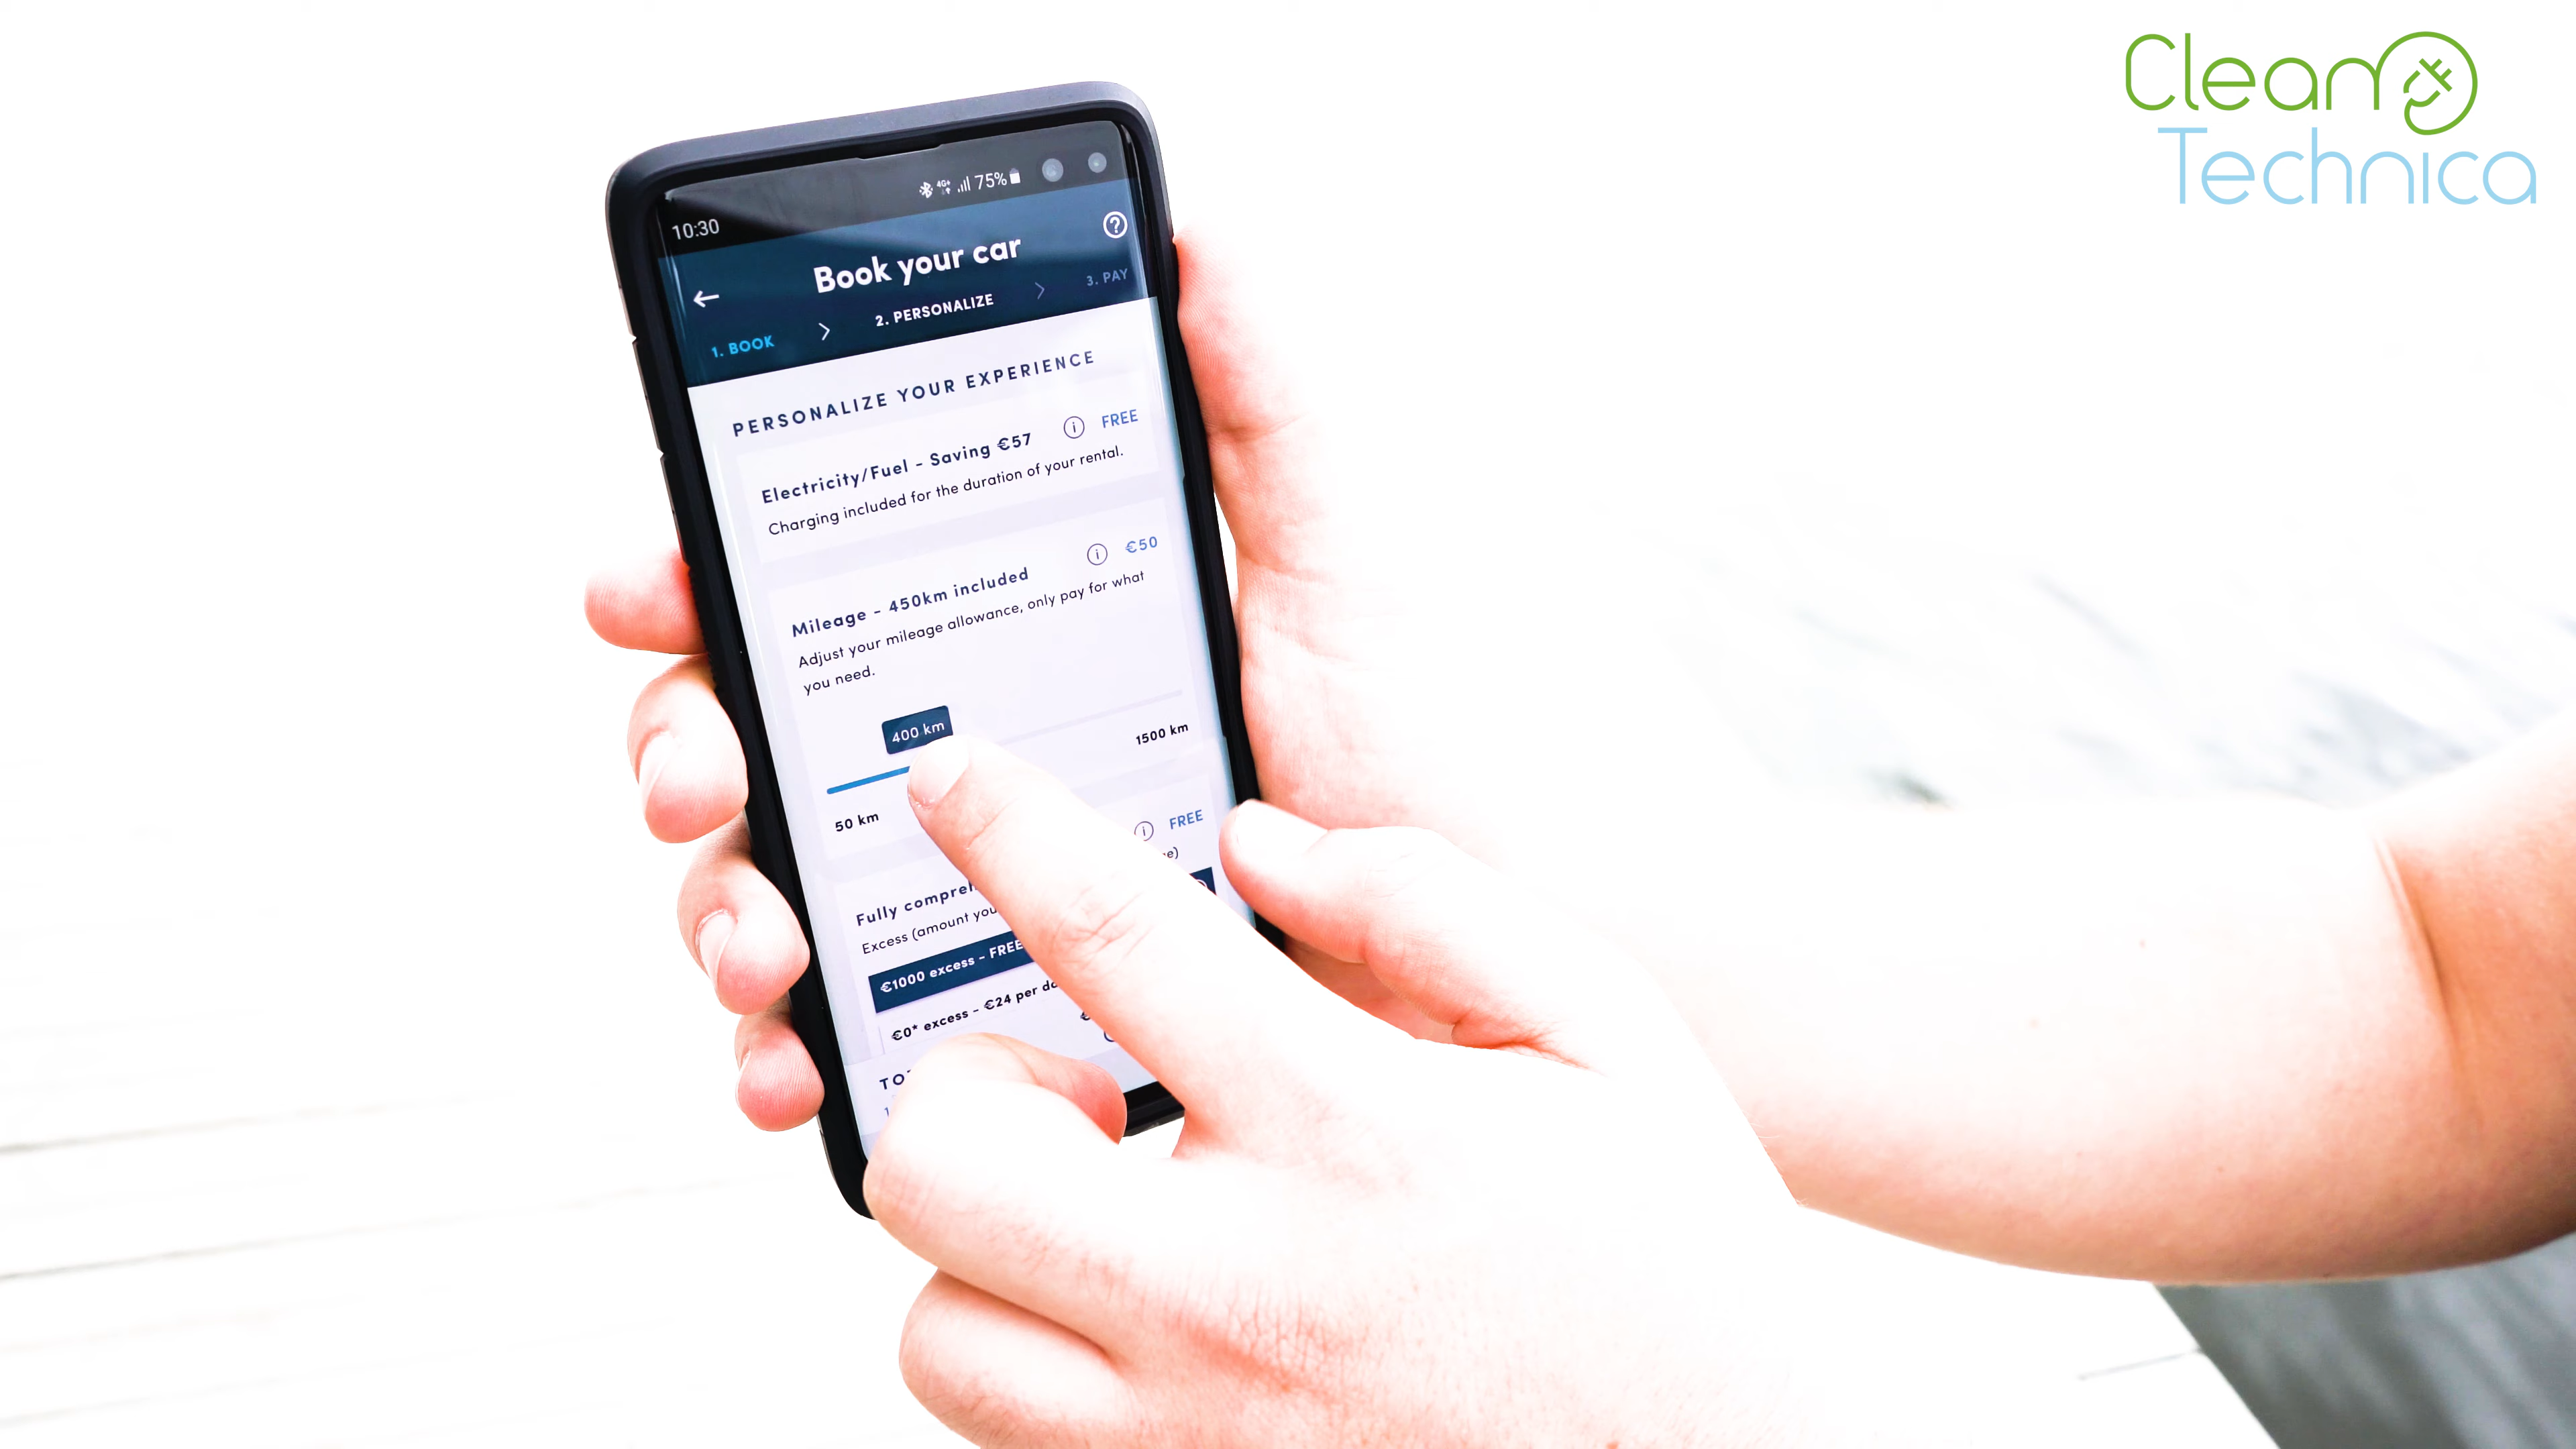 Clean
Technica
10:30
4G+
75%
Book your car
1. BOOK
2. PERSONALIZE
3. PAY
PERSONALIZE YOUR EXPERIENCE
Electricity/Fuel - Saving €57
FREE
Charging included for the duration of your rental.
Mileage - 450km included
€50
Adjust your mileage allowance, only pay for what
you need.
400 km
50 km
1500 km
Fully
FREE
Excess (amount you
€1000 excess - FREE
€0* excess - €24 per